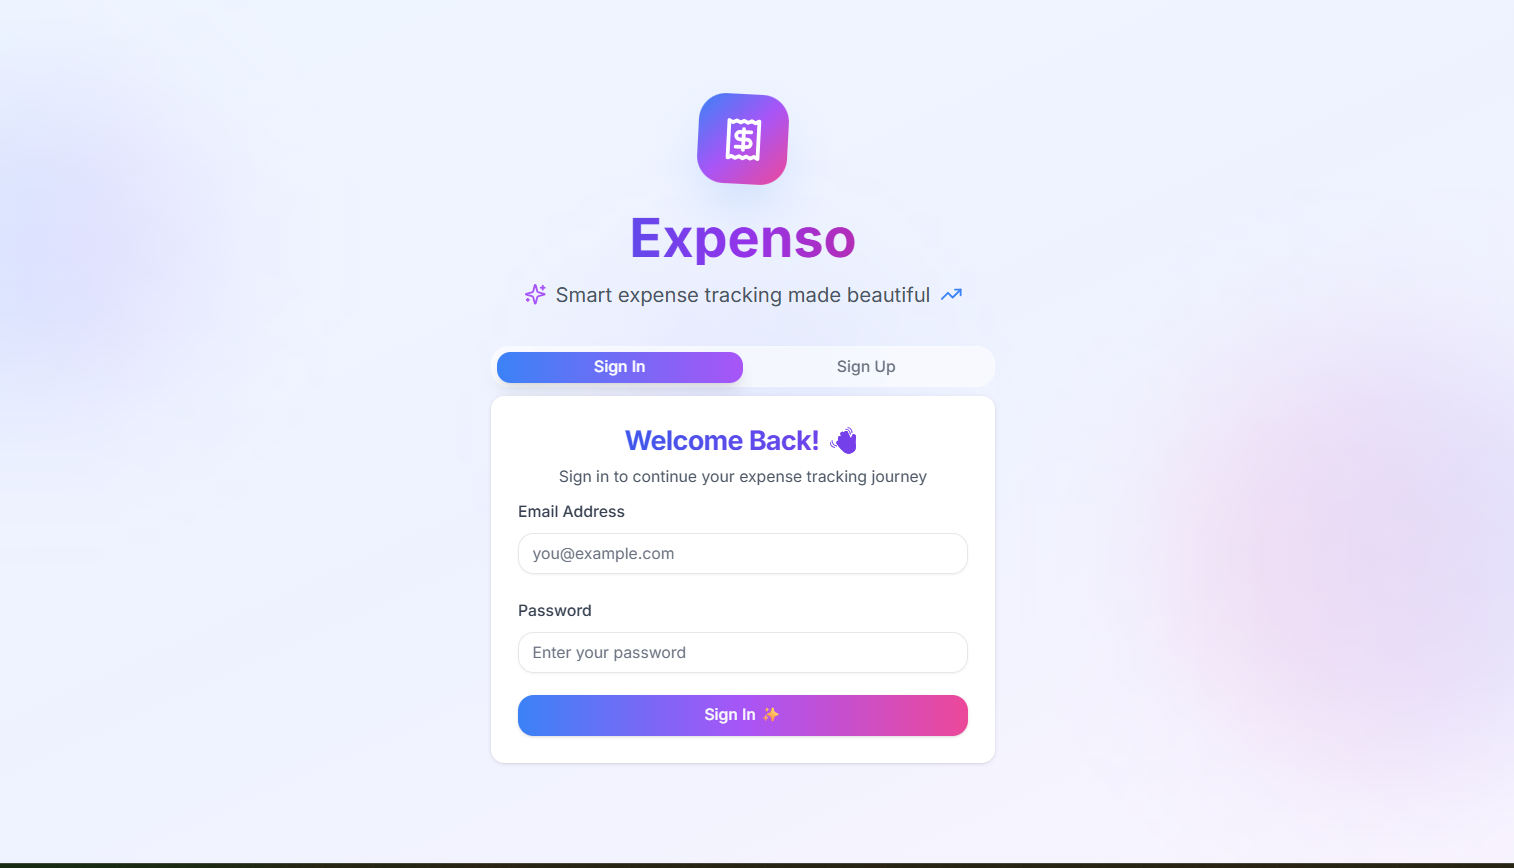 Expenso
Smart expense tracking made beautiful
Sign In
Sign Up
Welcome Back! 👋
Sign in to continue your expense tracking journey
Email Address
you@example.com
Password
Enter your password
Sign In ✨